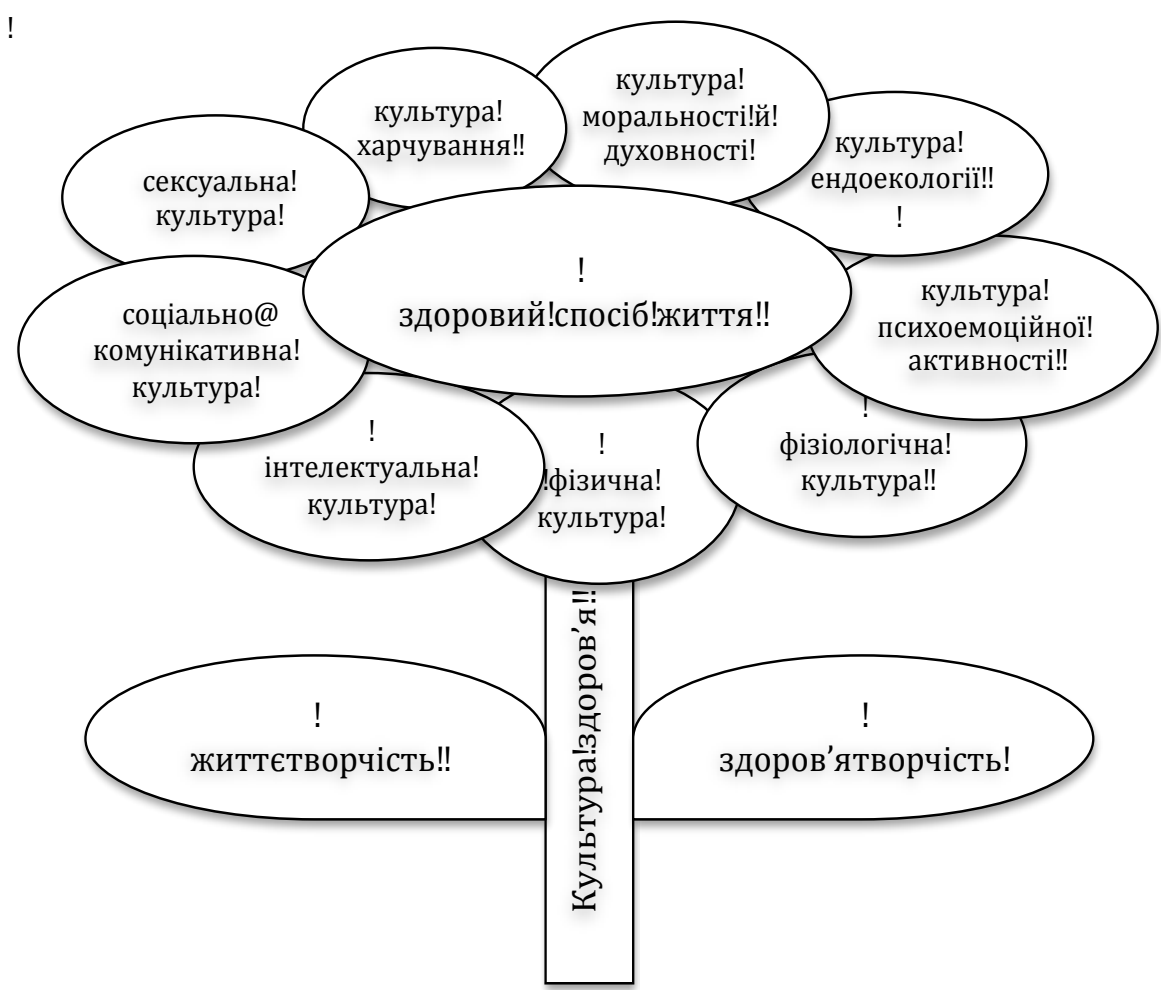 !
культура!
моральності!й!
духовності!
культура!
харчування!!
культура!
ендоекології!!
!
сексуальна!
культура!
!
здоровий!спосіб!життя!!
культура!
психоемоційної!
активності!!
соціально@
комунікативна!
культура!
!
інтелектуальна!
культура!
!
!фізична!
культура!
!
фізіологічна!
культура!!
Культура!здоров’я!!
!
життєтворчість!!
!
здоров’ятворчість!